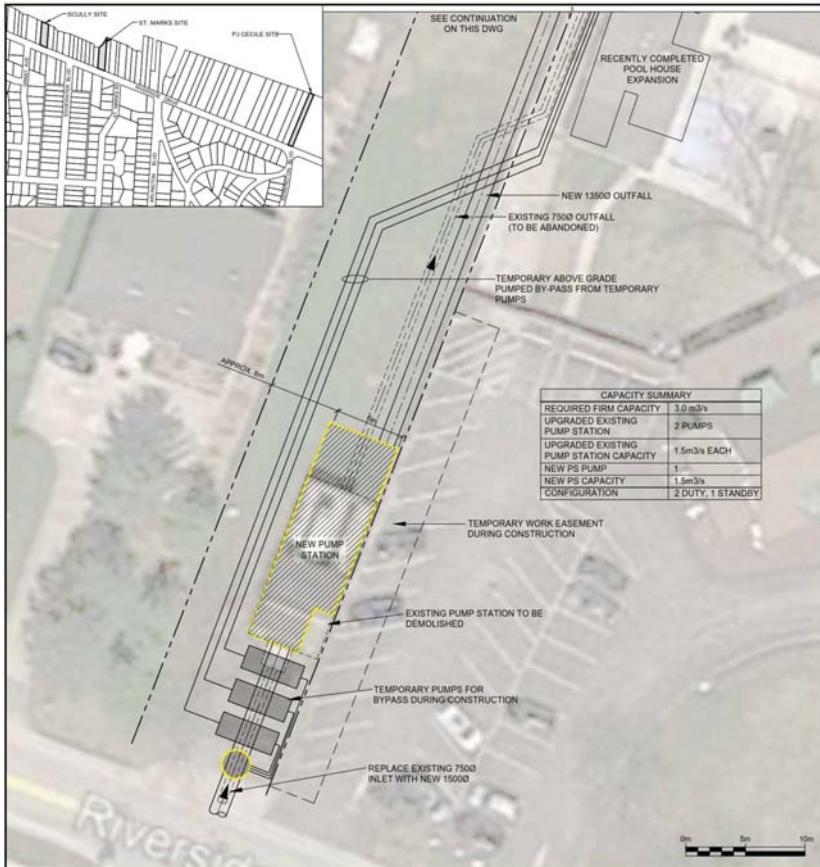 SCULLY SITE
ST. MARKS SITE
PJ CECILE SITE
SEE CONTINUATION
ON THIS DWG
RECENTLY COMPLETED
POOL HOUSE
EXPANSION
NEW 1350Ø OUTFALL
EXISTING 750Ø OUTFALL
(TO BE ABANDONED)
TEMPORARY ABOVE GRADE
PUMPED BY-PASS FROM TEMPORARY
PUMPS
APPROX. 8m
CAPACITY SUMMARY
REQUIRED FIRM CAPACITY 3.0 m3/s
UPGRADED EXISTING
PUMP STATION 2 PUMPS
UPGRADED EXISTING
PUMP STATION CAPACITY 1.5m3/s EACH
NEW PS PUMP 1
NEW PS CAPACITY 1.5m3/s
CONFIGURATION 2 DUTY, 1 STANDBY
TEMPORARY WORK EASEMENT
DURING CONSTRUCTION
NEW PUMP
STATION
EXISTING PUMP STATION TO BE
DEMOLISHED
TEMPORARY PUMPS FOR
BYPASS DURING CONSTRUCTION
REPLACE EXISTING 750Ø
INLET WITH NEW 1500Ø
Riverside
0m 5m 10m